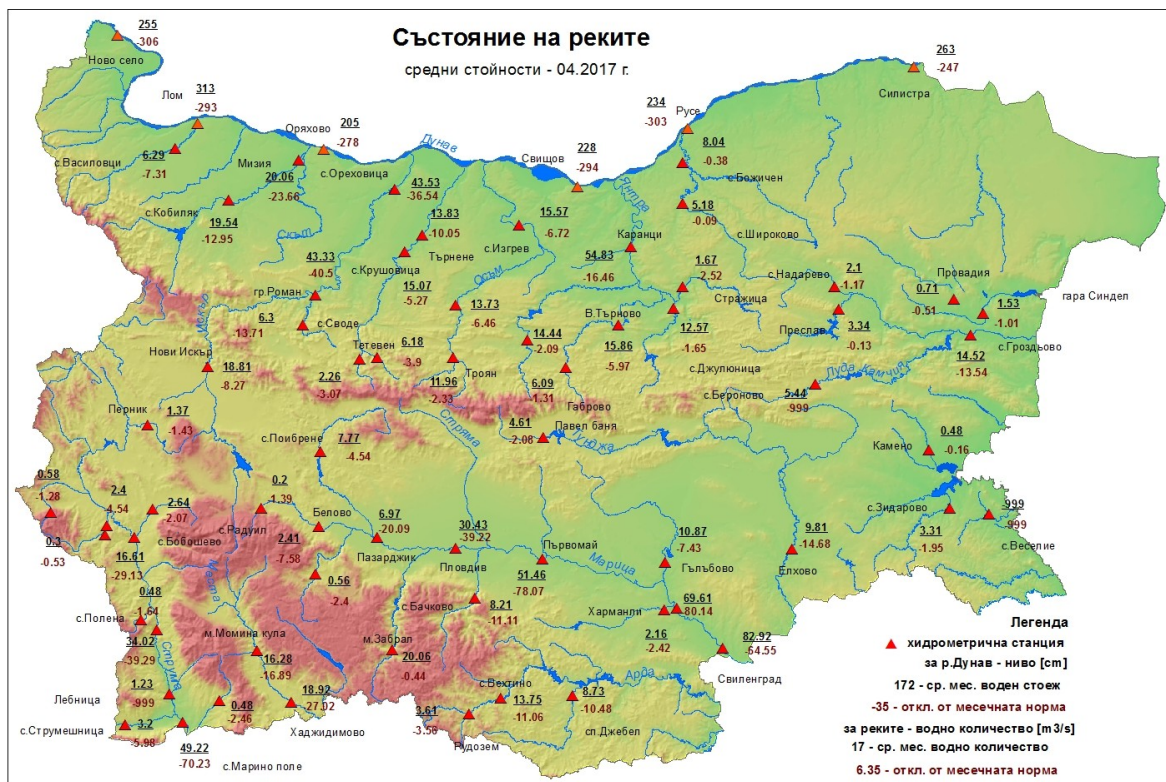 Състояние на реките
средни стойности - 04.2017 г.
255
-306
Ново село
Лом
313
-293
Оряхово
205
-278
Дунав
Свищов
228
-294
234
-303
Русе
263
-247
Силистра
с.Василовци
6.29
-7.31
Мизия
20.06
-23.66
с.Ореховица
43.53
-36.54
8.04
-0.38
с.Божичен
с.Кобиляк
19.54
-12.95
Скът
13.83
-10.05
Търнене
15.57
-6.72
с.Изгрев
Янтра
5.18
-0.09
с.Широково
43.33
-40.5
гр.Роман
с.Крушовица
15.07
-5.27
Осъм
Каранци
54.83
-16.46
1.67
-2.52
Стражица
с.Надарево
2.1
-1.17
Провадия
0.71
-0.51
1.53
-1.01
гара Синдел
Искър
6.3
-13.71
с.Своде
13.73
-6.46
В.Търново
15.86
-5.97
12.57
-1.65
с.Джулюница
Преслав
3.34
-0.13
с.Гроздьово
14.52
-13.54
Нови Искър
18.81
-8.27
Тетевен
6.18
-3.9
2.26
-3.07
Троян
11.96
-2.33
14.44
-2.09
6.09
-1.31
Габрово
с.Бероново
5.44
-999
Луда Камчия
Перник
1.37
-1.43
с.Поибрене
7.77
-4.54
Стряма
4.61
-2.08
Павел баня
Тунджа
Камено
0.48
-0.16
0.58
-1.28
0.3
-0.53
2.4
-4.54
2.64
-2.07
с.Бобошево
16.61
-29.13
0.2
-1.39
с.Радуил
Белово
2.41
-7.58
6.97
-20.09
Пазарджик
30.43
-39.22
Пловдив
Първомай
51.46
-78.07
Марица
10.87
-7.43
Гълъбово
9.81
-14.68
Елхово
с.Зидарово
3.31
-1.95
-999
-999
с.Веселие
0.48
-1.64
с.Полена
34.02
-39.29
Места
0.56
-2.4
с.Бачково
8.21
-11.11
Харманли
69.61
-80.14
2.16
-2.42
82.92
-64.55
Свиленград
м.Момина кула
16.28
-16.89
м.Забрал
20.06
-0.44
Струма
Лебница
1.23
-999
0.48
-2.46
18.92
-27.02
Хаджидимово
с.Вехтино
13.75
-11.06
Арда
8.73
-10.48
сп.Джебел
3.61
-3.58
Рудозем
с.Струмешница
3.2
-5.98
49.22
-70.23
с.Марино поле
Легенда
хидрометрична станция
за р.Дунав - ниво [cm]
172 - ср. мес. воден стоеж
-35 - откл. от месечната норма
за реките - водно количество [m3/s]
17 - ср. мес. водно количество
6.35 - откл. от месечната норма